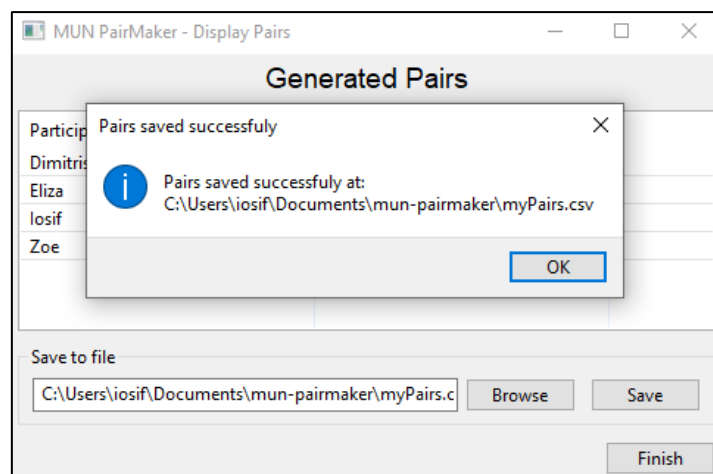 MUN PairMaker - Display Pairs
Generated Pairs
Pairs saved successfuly
Particip
Dimitris
Eliza
Iosif
Zoe
Pairs saved successfuly at:
C:\Users\iosif\Documents\mun-pairmaker\myPairs.csv
OK
Save to file
C:\Users\iosif\Documents\mun-pairmaker\myPairs.c
Browse
Save
Finish